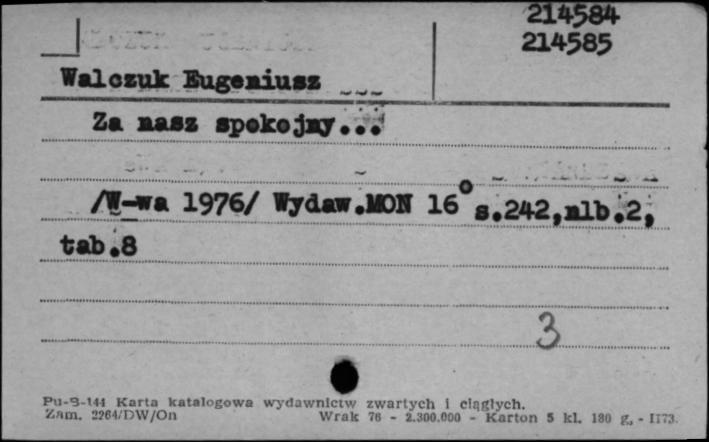 214584
214585
Walczuk Eugeniusz
Za nasz spokojny...
/W-wa 1976/ Wydaw.MON 16° s.242,nlb.2,
tab.8
3
Pu-B-144 Karta katalogowa wydawnictw zwartych i ciągłych.
Zam. 2264/DW/On Wrak 76 - 2.300.000 - Karton 5 kl. 180 g. - II73.